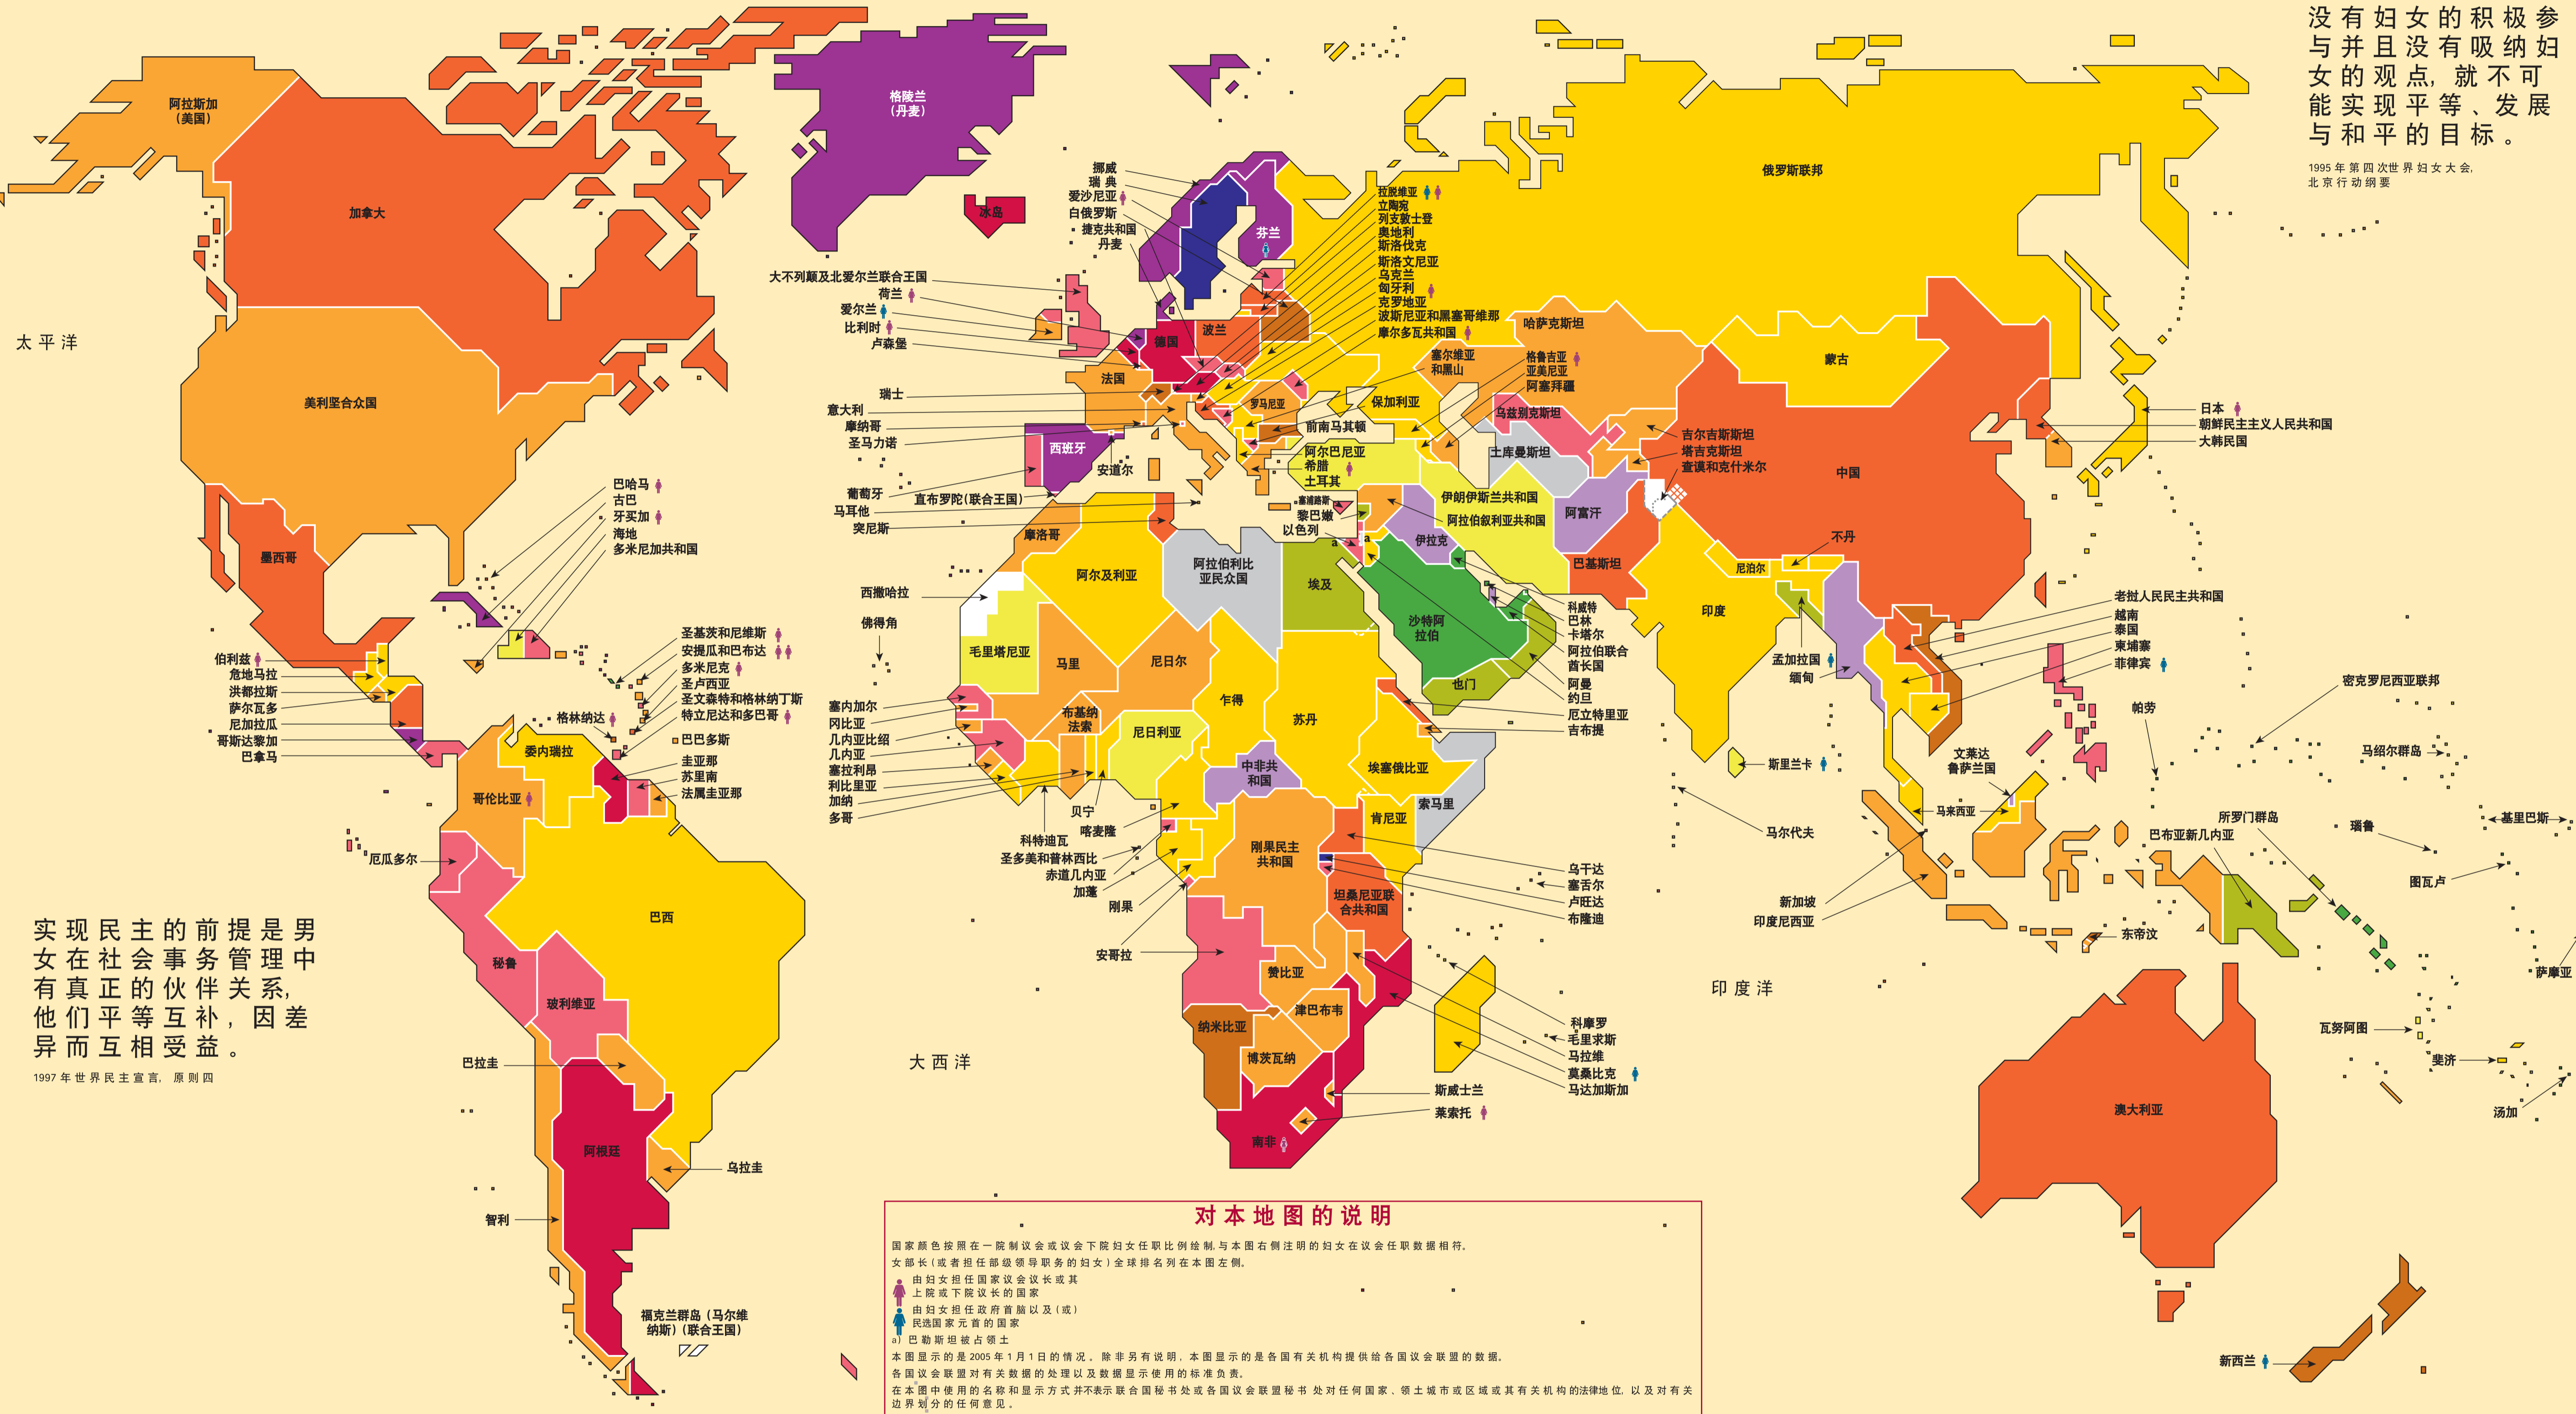 没有妇女的积极参
与并且没有吸纳妇
女的观点, 就不可
能实现平等、发展
与和平的目标。
1995 年 第 四 次世 界 妇 女 大 会,
北 京 行 动 纲 要
阿拉斯加
(美国)
加拿大
格陵兰
(丹麦)
冰岛
太 平 洋
美利坚合众国
墨西哥
巴哈马
古巴
牙买加
海地
多米尼加共和国
伯利兹
危地马拉
洪都拉斯
萨尔瓦多
尼加拉瓜
哥斯达黎加
巴拿马
圣基茨和尼维斯
安提瓜和巴布达
多米尼克
圣卢西亚
圣文森特和格林纳丁斯
特立尼达和多巴哥
格林纳达
巴巴多斯
圭亚那
苏里南
法属圭亚那
委内瑞拉
哥伦比亚
厄瓜多尔
巴西
秘鲁
玻利维亚
巴拉圭
阿根廷
乌拉圭
智利
福克兰群岛 (马尔维
纳斯) (联合王国)
实现民主的前提是男
女在社会事务管理中
有真正的伙伴关系,
他们平等互补, 因差
异而互相受益。
1997 年 世 界 民 主 宣 言, 原 则 四
挪威
瑞 典
爱沙尼亚
白俄罗斯
捷克共和国
丹麦
大不列颠及北爱尔兰联合王国
荷兰
爱尔兰
比利时
卢森堡
瑞士
意大利
摩纳哥
圣马力诺
葡萄牙
马耳他
突尼斯
直布罗陀(联合王国)
安道尔
西班牙
法国
德国
波兰
芬兰
拉脱维亚
立陶宛
列支敦士登
奥地利
斯洛伐克
斯洛文尼亚
乌克兰
匈牙利
克罗地亚
波斯尼亚和黑塞哥维那
摩尔多瓦共和国
塞尔维亚
和黑山
格鲁吉亚
亚美尼亚
阿塞拜疆
罗马尼亚
保加利亚
前南马其顿
阿尔巴尼亚
希腊
土耳其
塞浦路斯
黎巴嫩
以色列
a
a
俄罗斯联邦
哈萨克斯坦
蒙古
乌兹别克斯坦
土库曼斯坦
吉尔吉斯斯坦
塔吉克斯坦
查谟和克什米尔
中国
日本
朝鲜民主主义人民共和国
大韩民国
伊朗伊斯兰共和国
阿拉伯叙利亚共和国
伊拉克
阿富汗
巴基斯坦
尼泊尔
不丹
印度
孟加拉国
缅甸
斯里兰卡
马尔代夫
老挝人民民主共和国
越南
泰国
柬埔寨
菲律宾
文莱达
鲁萨兰国
马来西亚
新加坡
印度尼西亚
东帝汶
帕劳
密克罗尼西亚联邦
马绍尔群岛
基里巴斯
瑙鲁
图瓦卢
所罗门群岛
巴布亚新几内亚
萨摩亚
瓦努阿图
斐济
汤加
澳大利亚
新西兰
沙特阿
拉伯
也门
科威特
巴林
卡塔尔
阿拉伯联合
酋长国
阿曼
约旦
厄立特里亚
吉布提
摩洛哥
阿尔及利亚
阿拉伯利比
亚民众国
埃及
西撒哈拉
佛得角
毛里塔尼亚
马里
尼日尔
乍得
苏丹
布基纳
法索
尼日利亚
中非共
和国
埃塞俄比亚
索马里
肯尼亚
塞内加尔
冈比亚
几内亚比绍
几内亚
塞拉利昂
利比里亚
加纳
多哥
贝宁
科特迪瓦
喀麦隆
圣多美和普林西比
赤道几内亚
加蓬
刚果
安哥拉
刚果民主
共和国
坦桑尼亚联
合共和国
乌干达
塞舌尔
卢旺达
布隆迪
赞比亚
津巴布韦
纳米比亚
博茨瓦纳
南非
科摩罗
毛里求斯
马拉维
莫桑比克
马达加斯加
斯威士兰
莱索托
大 西 洋
印 度 洋
对本地图的说明
国家颜色按照在一院制议会或议会下院妇女任职比例绘制,与本图右侧注明的妇女在议会任职数据相符。
女部长(或者担任部级领导职务的妇女)全球排名列在本图左侧。
由妇女担任国家议会议长或其
上院或下院议长的国家
由妇女担任政府首脑以及(或)
民选国家元首的国家
a) 巴勒斯坦被占领土
本图显示的是2005年1月1日的情况。除非另有说明, 本图显示的是各国有关机构提供给各国议会联盟的数据。
各国议会联盟对有关数据的处理以及数据显示使用的标准负责。
在本图中使用的名称和显示方式并不表示联合国秘书处或各国议会联盟秘书处对任何国家、领土城市或区域或其有关机构的法律地位, 以及对有关
边界划分的任何意见。